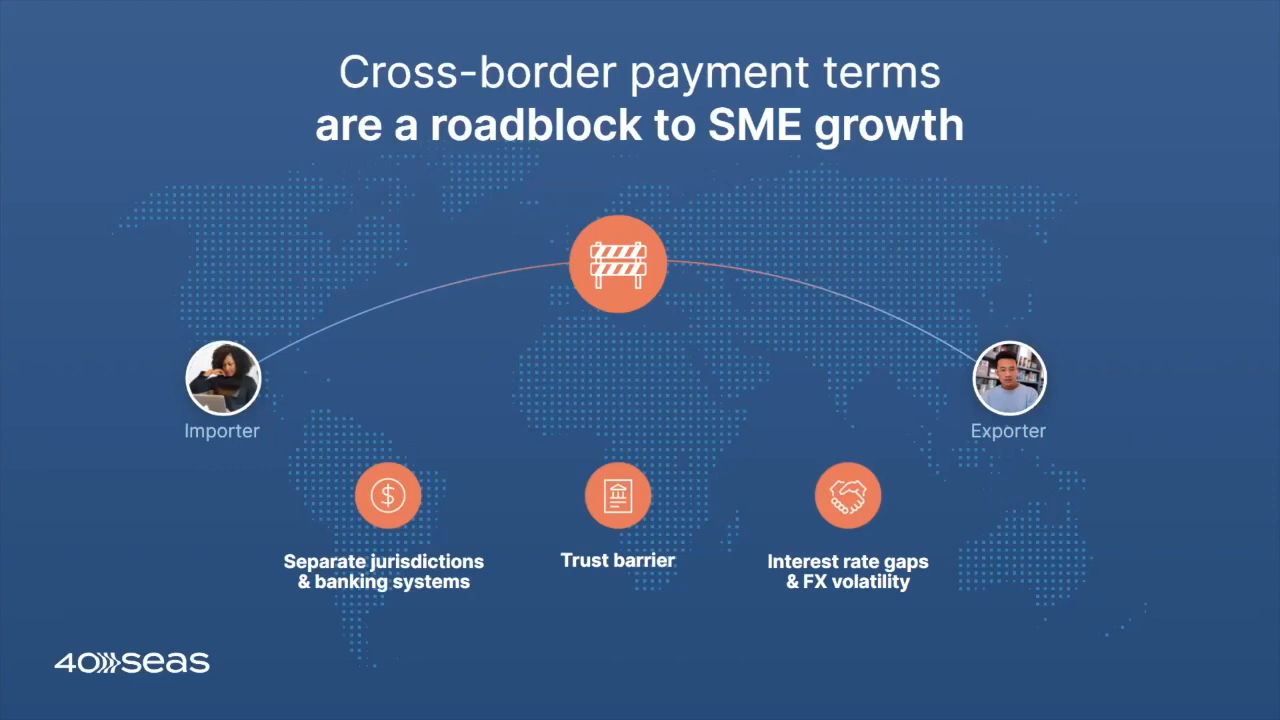 Cross-border payment terms
are a roadblock to SME growth
Importer
Exporter
Separate jurisdictions
& banking systems
Trust barrier
Interest rate gaps
& FX volatility
40seas